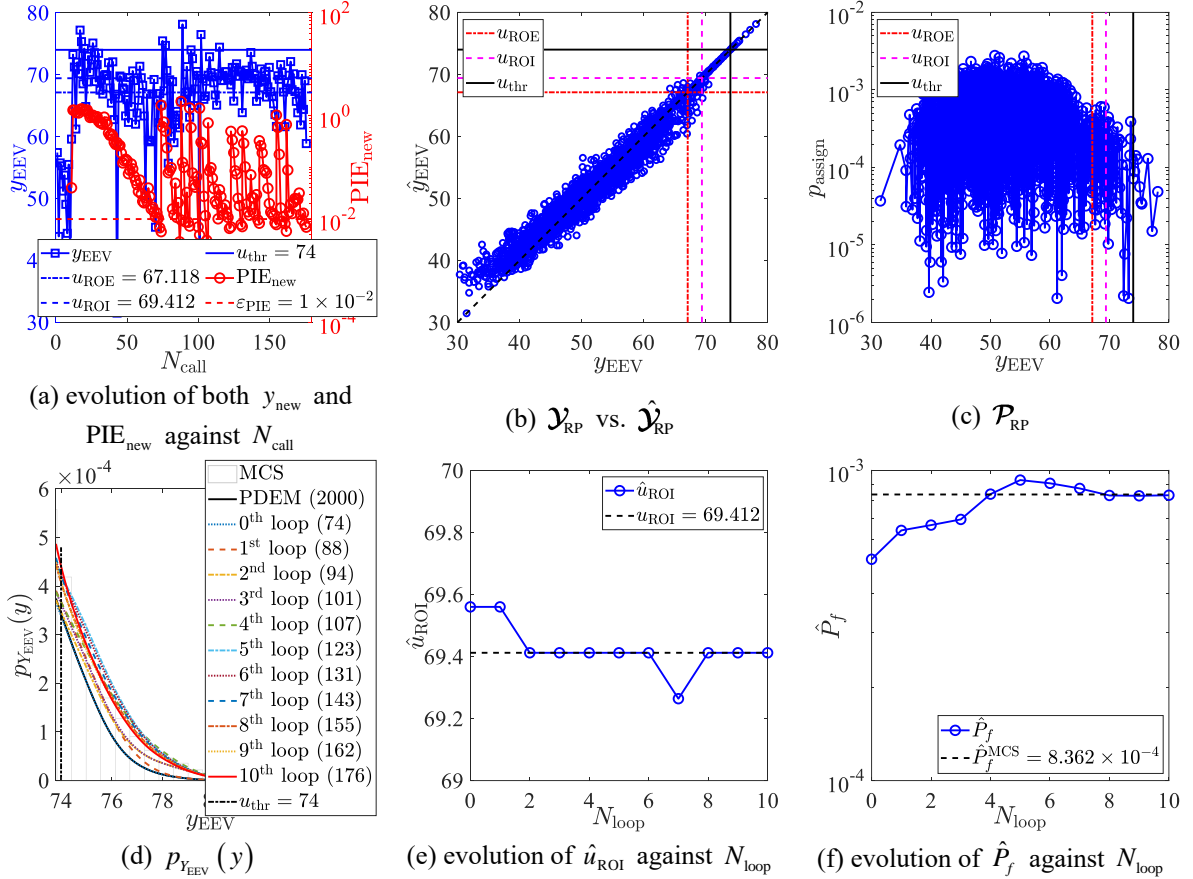 80
70
60
50
40
30
y_EEV
10^2
10^0
10^-2
10^-4
PIE_new
y_EEV
u_ROE = 67.118
u_ROI = 69.412
u_thr = 74
PIE_new
ε_PIE = 1 × 10^-2
0 50 100 150
N_call
(a) evolution of both y_new and
PIE_new against N_call
80
70
60
50
40
30
ŷ_EEV
u_ROE
u_ROI
u_thr
30 40 50 60 70 80
y_EEV
(b) 𝓨_RP vs. 𝓨̂_RP
10^-2
10^-3
10^-4
10^-5
10^-6
p_assign
u_ROE
u_ROI
u_thr
30 40 50 60 70 80
y_EEV
(c) 𝓟_RP
×10^-4
6
4
2
0
p_Y_EEV (y)
MCS
PDEM (2000)
0^th loop (74)
1^st loop (88)
2^nd loop (94)
3^rd loop (101)
4^th loop (107)
5^th loop (123)
6^th loop (131)
7^th loop (143)
8^th loop (155)
9^th loop (162)
10^th loop (176)
u_thr = 74
74 76 78
y_EEV
(d) p_Y_EEV (y)
70
69.8
69.6
69.4
69.2
69
û_ROI
û_ROI
u_ROI = 69.412
0 2 4 6 8 10
N_loop
(e) evolution of û_ROI against N_loop
10^-3
10^-4
P̂_f
P̂_f
P̂_f^MCS = 8.362 × 10^-4
0 2 4 6 8 10
N_loop
(f) evolution of P̂_f against N_loop